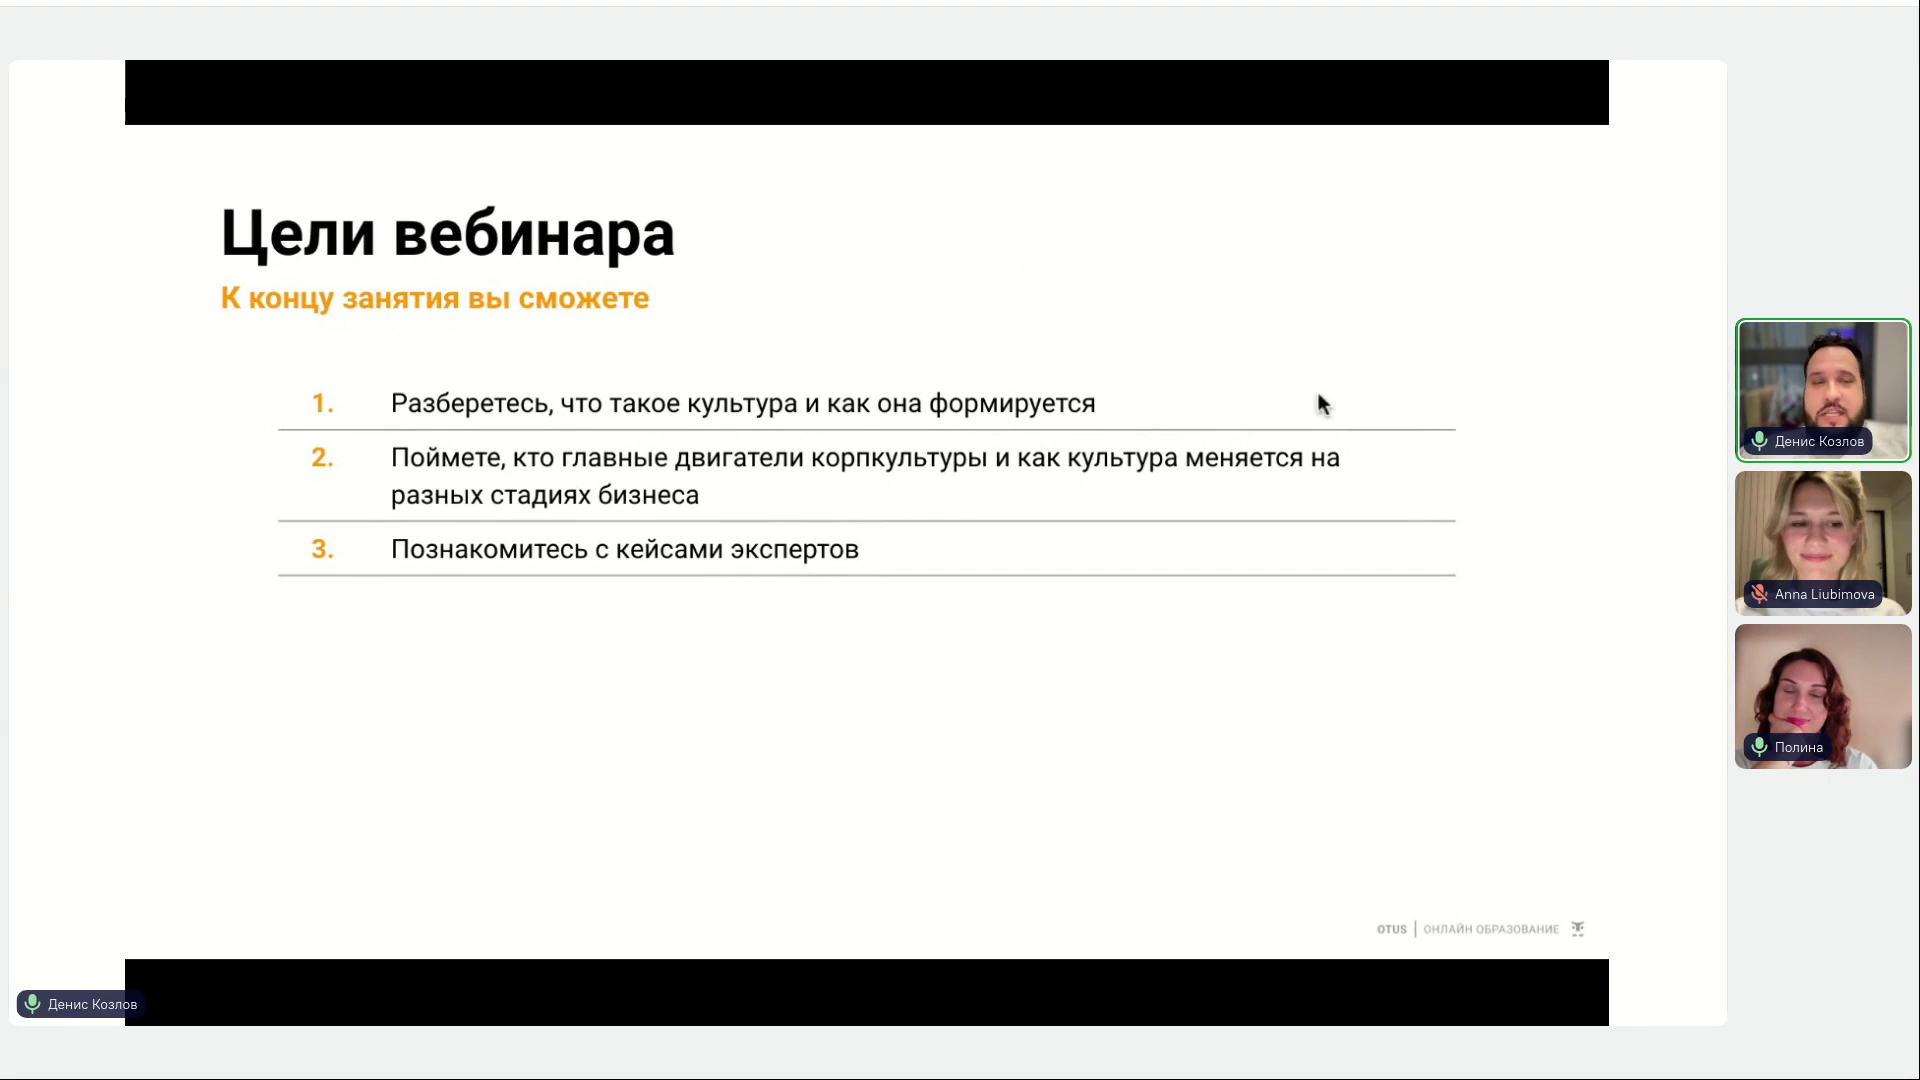 Цели вебинара
К концу занятия вы сможете
1. Разберетесь, что такое культура и как она формируется
2. Поймете, кто главные двигатели корпкультуры и как культура меняется на
разных стадиях бизнеса
3. Познакомитесь с кейсами экспертов
OTUS | ОНЛАЙН ОБРАЗОВАНИЕ
Денис Козлов
Денис Козлов
Anna Liubimova
Полина